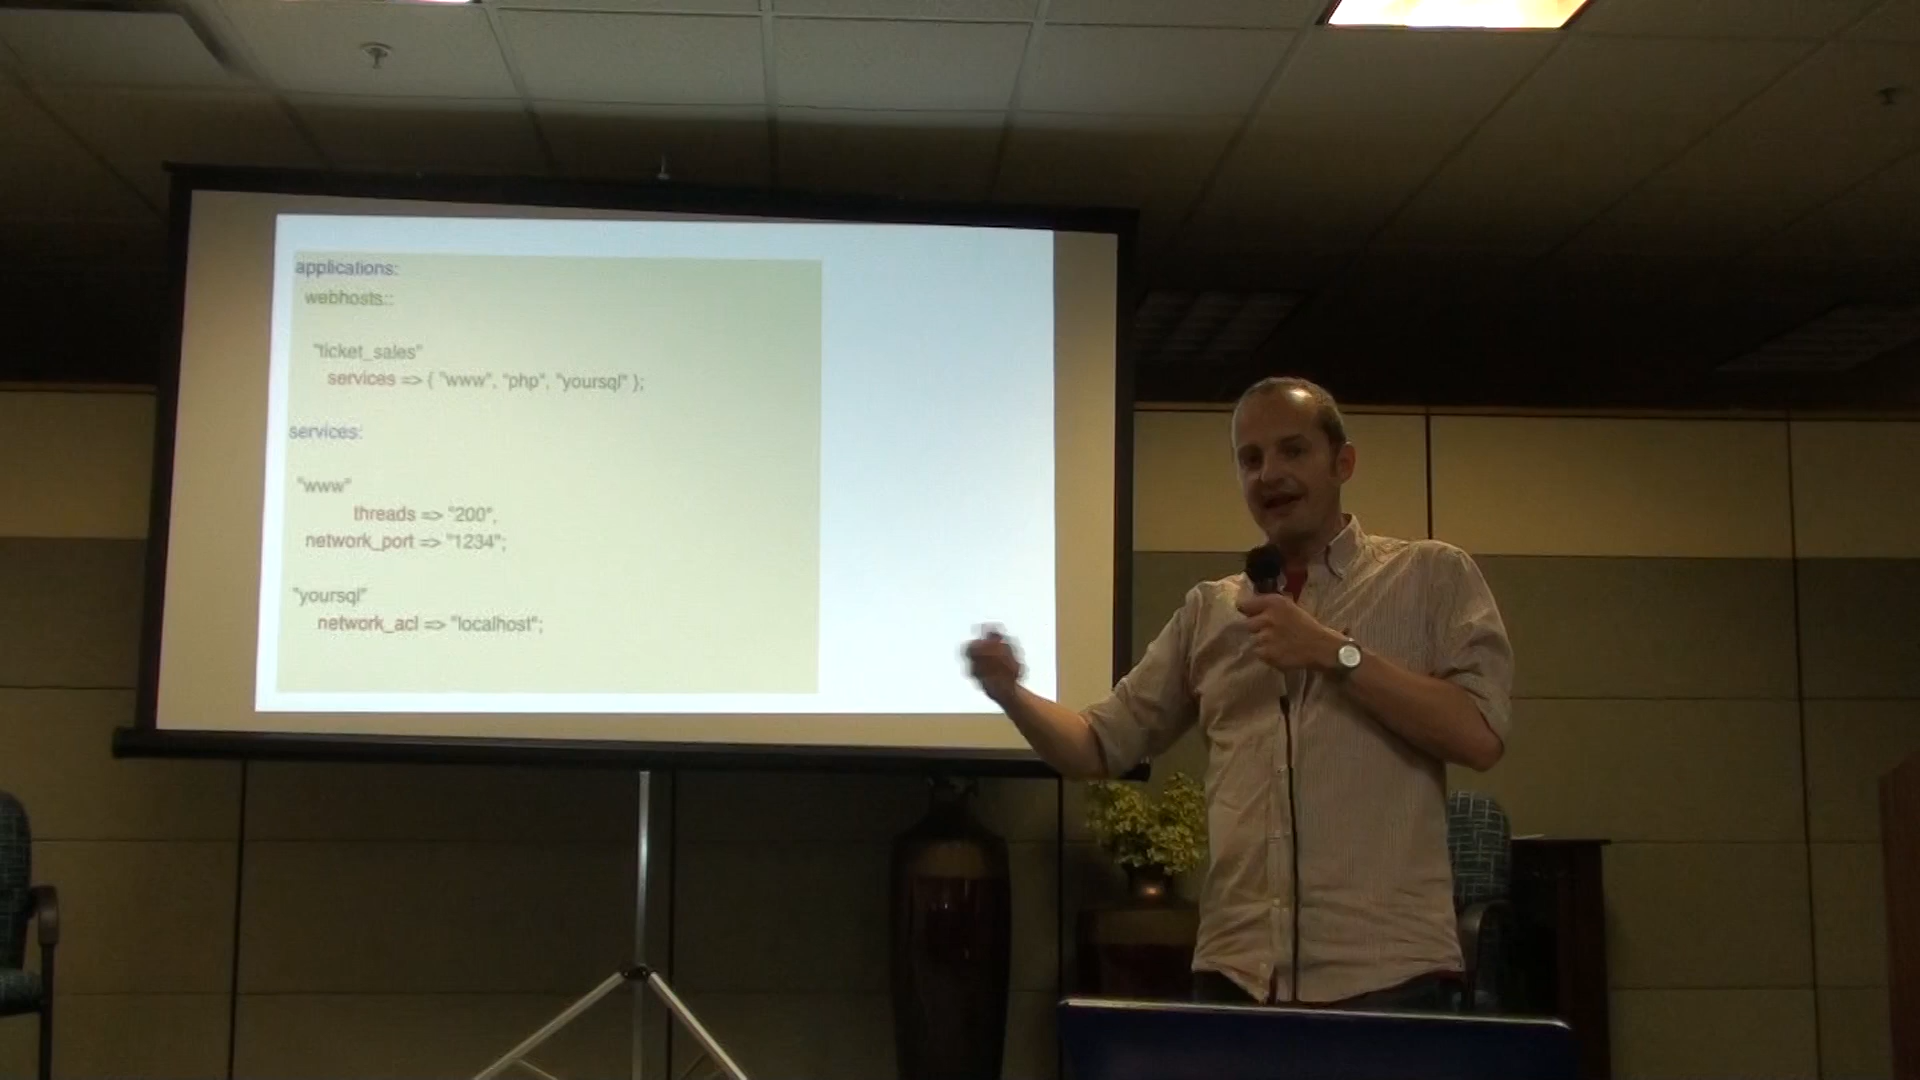 applications:
webhosts::
"ticket_sales"
services => { "www", "php", "yoursql" };
services:
"www"
threads => "200",
network_port => "1234";
"yoursql"
network_acl => "localhost";